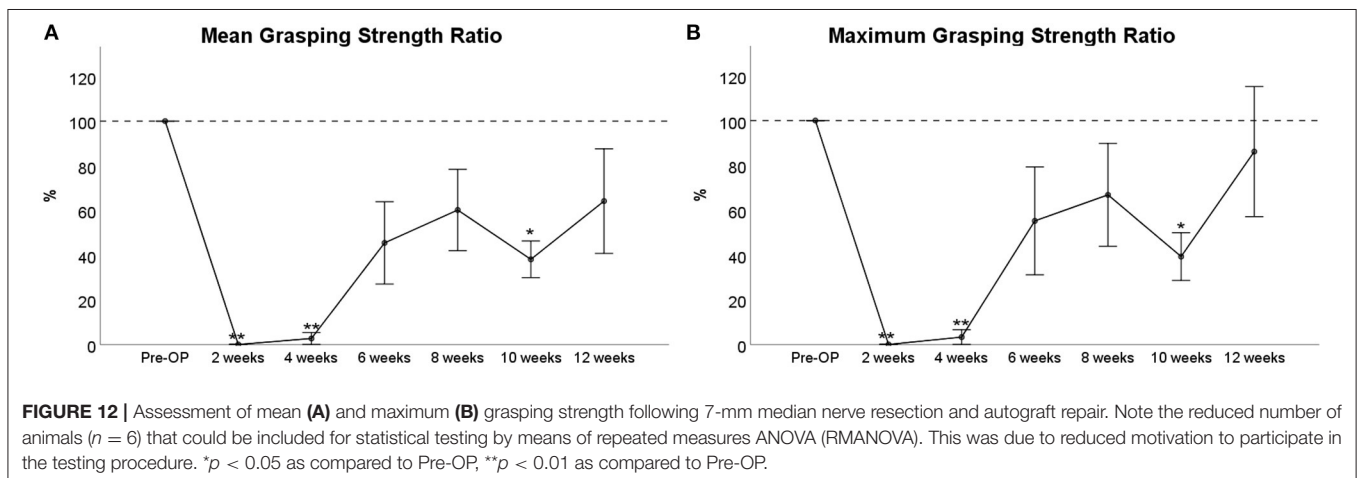 A
Mean Grasping Strength Ratio
120
100
80
60
40
20
0
%
**
**
*
Pre-OP 2 weeks 4 weeks 6 weeks 8 weeks 10 weeks 12 weeks
B
Maximum Grasping Strength Ratio
120
100
80
60
40
20
0
%
**
**
*
Pre-OP 2 weeks 4 weeks 6 weeks 8 weeks 10 weeks 12 weeks
FIGURE 12 | Assessment of mean (A) and maximum (B) grasping strength following 7-mm median nerve resection and autograft repair. Note the reduced number of
animals (n = 6) that could be included for statistical testing by means of repeated measures ANOVA (RMANOVA). This was due to reduced motivation to participate in
the testing procedure. *p < 0.05 as compared to Pre-OP, **p < 0.01 as compared to Pre-OP.